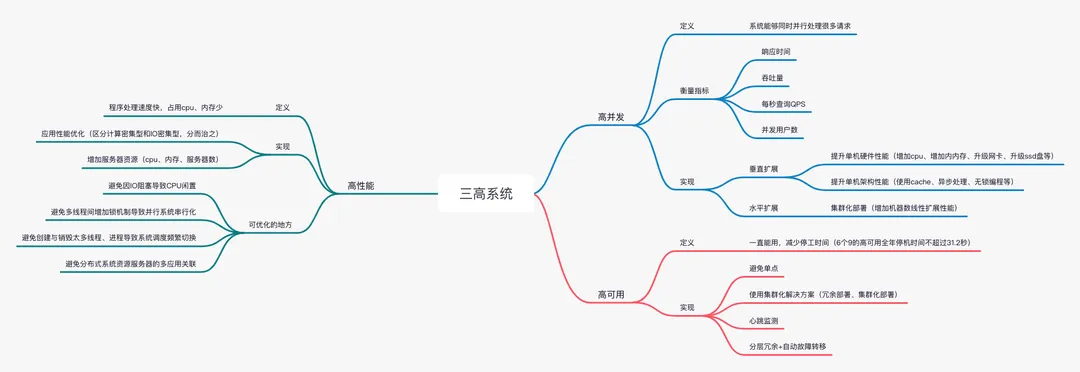 三高系统
高性能
定义
程序处理速度快，占用cpu、内存少
实现
应用性能优化（区分计算密集型和IO密集型，分而治之）
增加服务器资源（cpu、内存、服务器数）
可优化的地方
避免因IO阻塞导致CPU闲置
避免多线程间增加锁机制导致并行系统串行化
避免创建与销毁太多线程、进程导致系统调度频繁切换
避免分布式系统资源服务器的多应用关联
高并发
定义
系统能够同时并行处理很多请求
衡量指标
响应时间
吞吐量
每秒查询QPS
并发用户数
实现
垂直扩展
提升单机硬件性能（增加cpu、增加内内存、升级网卡、升级ssd盘等）
提升单机架构性能（使用cache、异步处理、无锁编程等）
水平扩展
集群化部署（增加机器数线性扩展性能）
高可用
定义
一直能用，减少停工时间（6个9的高可用全年停机时间不超过31.2秒）
实现
避免单点
使用集群化解决方案（冗余部署、集群化部署）
心跳监测
分层冗余+自动故障转移